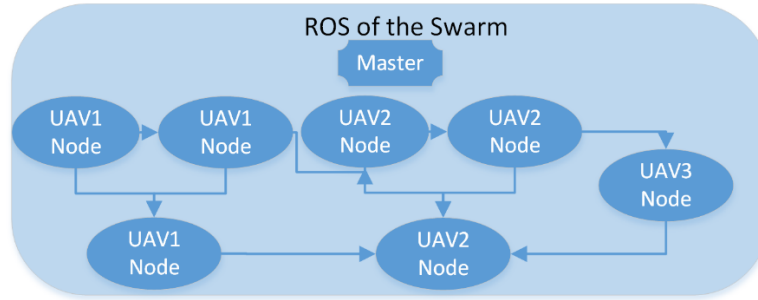 ROS of the Swarm
Master
UAV1
Node
UAV1
Node
UAV2
Node
UAV2
Node
UAV3
Node
UAV1
Node
UAV2
Node